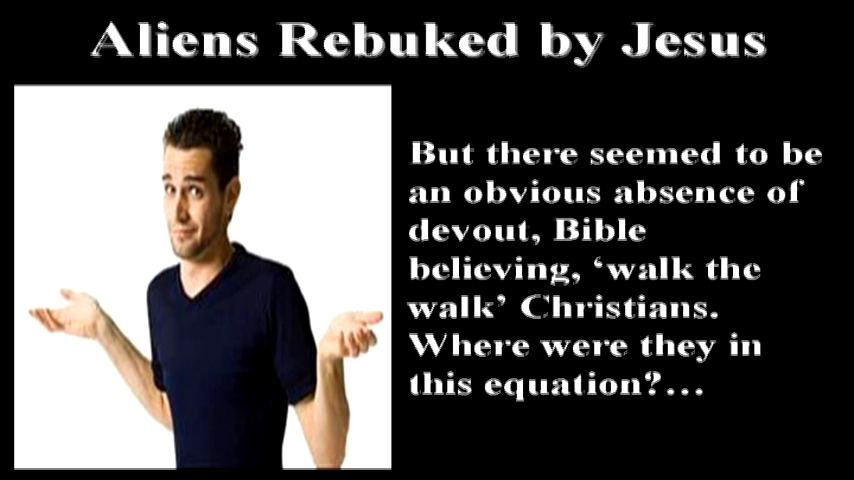 Aliens Rebuked by Jesus
But there seemed to be
an obvious absence of
devout, Bible
believing, ‘walk the
walk’ Christians.
Where were they in
this equation?...